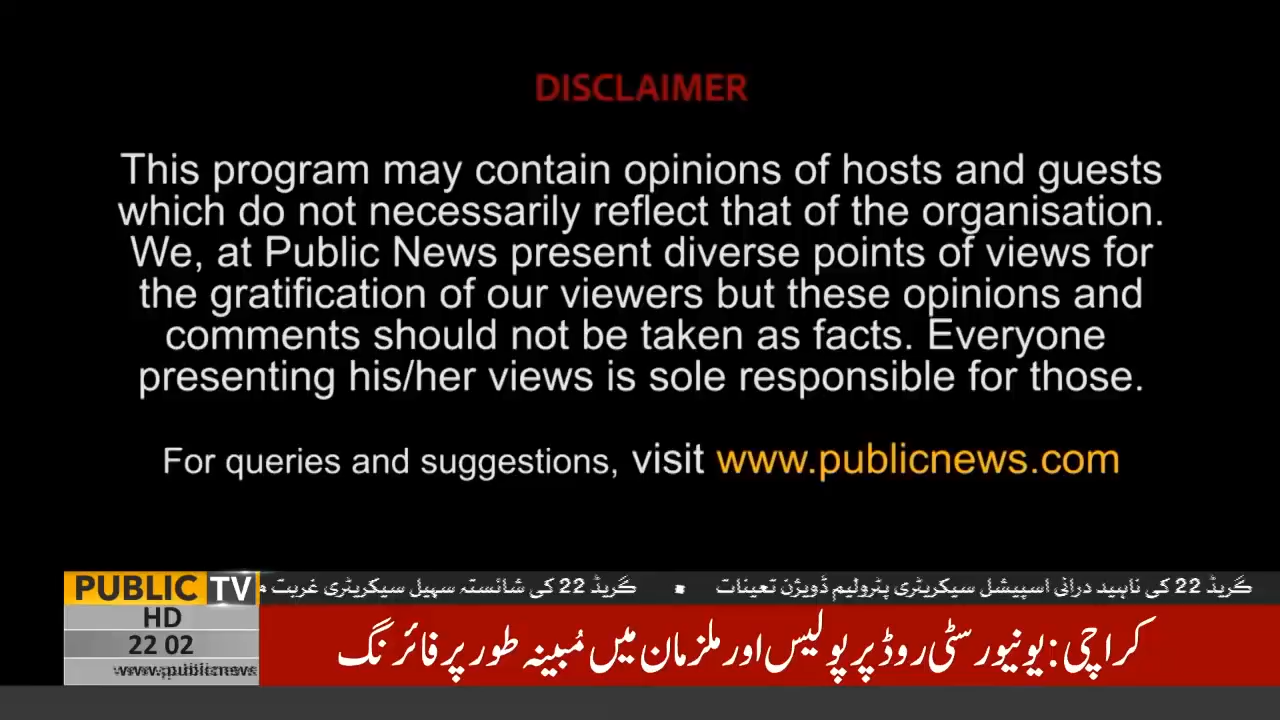 DISCLAIMER
This program may contain opinions of hosts and guests
which do not necessarily reflect that of the organisation.
We, at Public News present diverse points of views for
the gratification of our viewers but these opinions and
comments should not be taken as facts. Everyone
presenting his/her views is sole responsible for those.
For queries and suggestions, visit www.publicnews.com
PUBLIC TV
HD
22 02
www.publicnews
گریڈ 22 کی ناہید درانی اسپیشل سیکریٹری پٹرولیم ڈویژن تعینات * گریڈ 22 کی شائستہ سہیل سیکریٹری غربت
کراچی: یونیورسٹی روڈ پر پولیس اور ملزمان میں مُبینہ طور پر فائرنگ